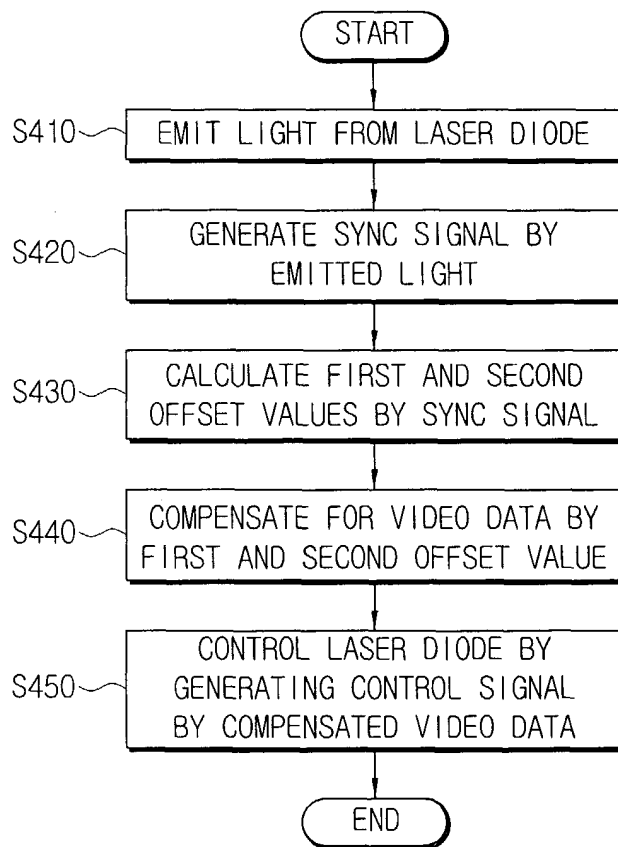 START
S410
EMIT LIGHT FROM LASER DIODE
S420
GENERATE SYNC SIGNAL BY
EMITTED LIGHT
S430
CALCULATE FIRST AND SECOND
OFFSET VALUES BY SYNC SIGNAL
S440
COMPENSATE FOR VIDEO DATA BY
FIRST AND SECOND OFFSET VALUE
S450
CONTROL LASER DIODE BY
GENERATING CONTROL SIGNAL
BY COMPENSATED VIDEO DATA
END